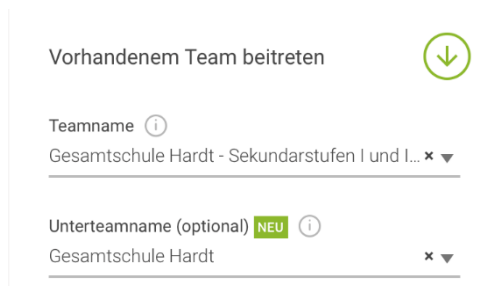 Vorhandenem Team beitreten
Teamname
Gesamtschule Hardt - Sekundarstufen I und I...
Unterteamname (optional) NEU
Gesamtschule Hardt